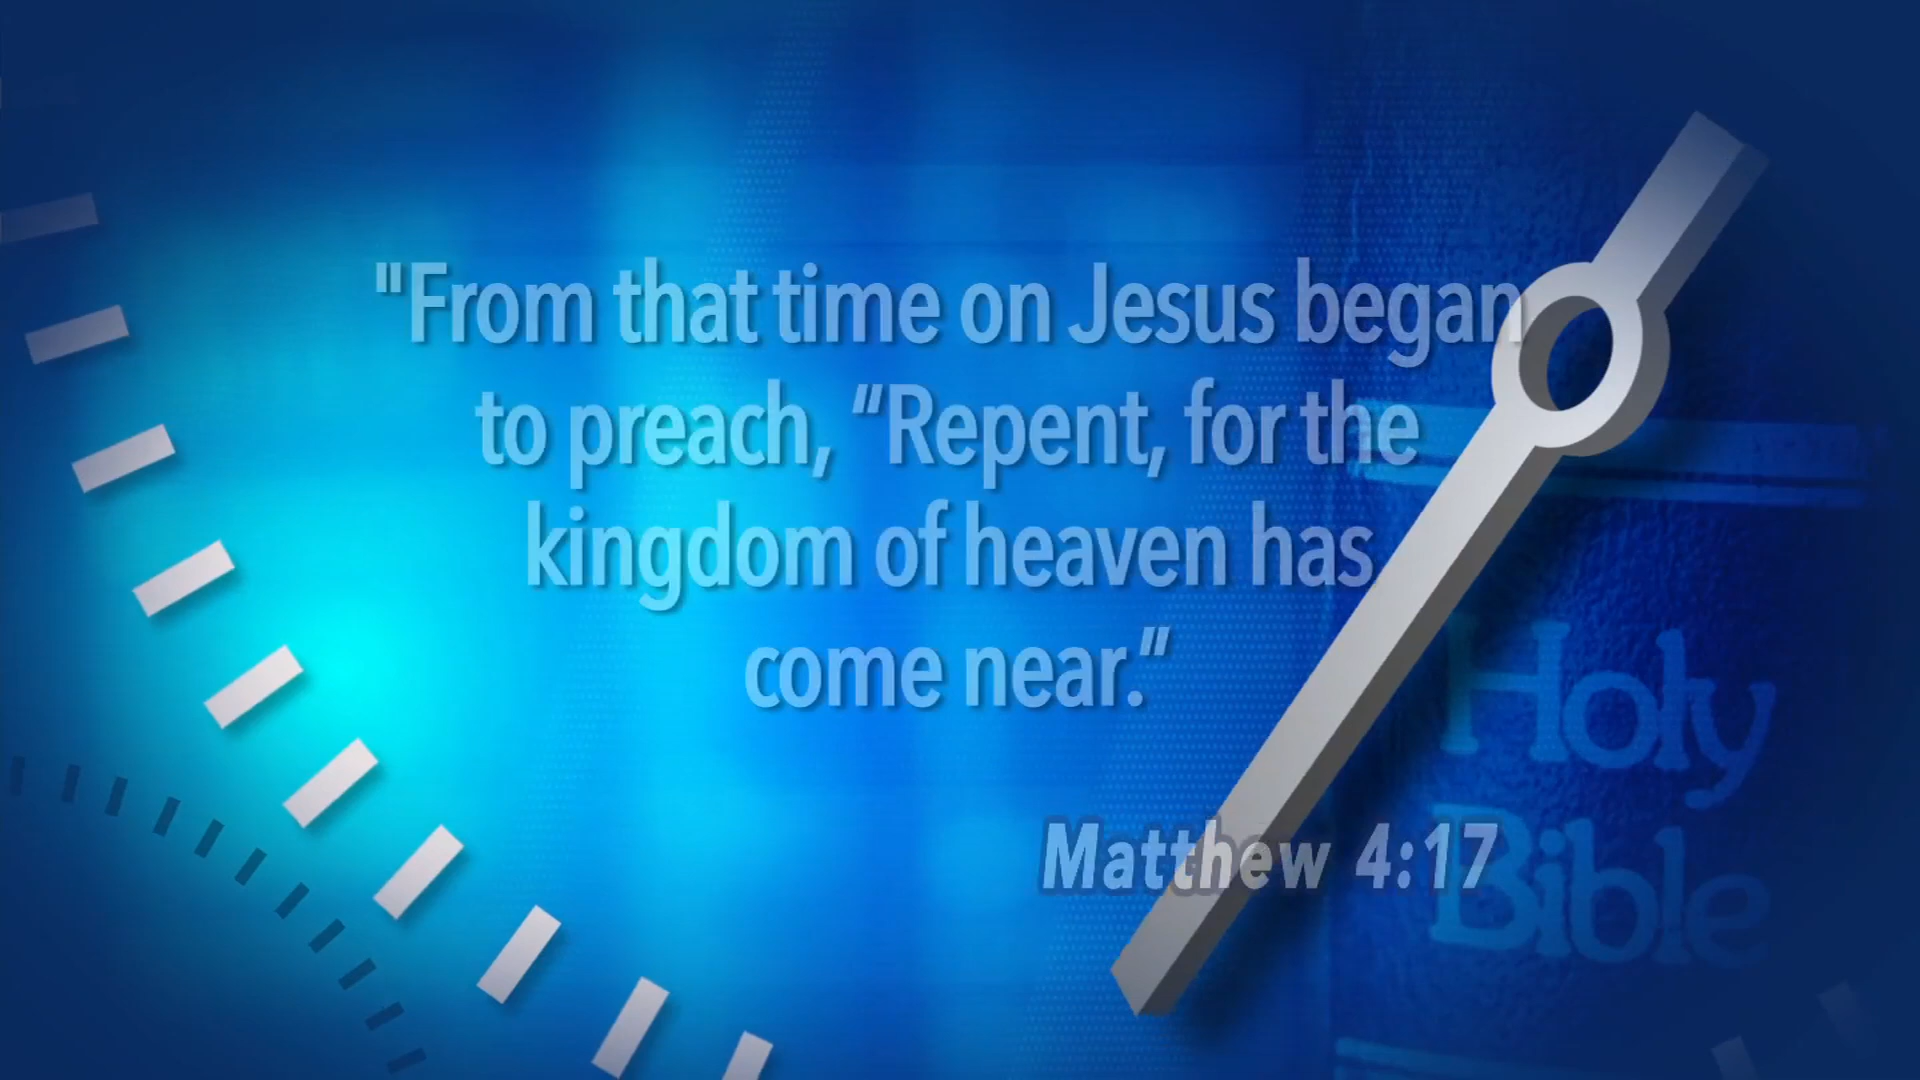 "From that time on Jesus began
to preach, “Repent, for the
kingdom of heaven has
come near.”
Matthew 4:17
Holy
Bible